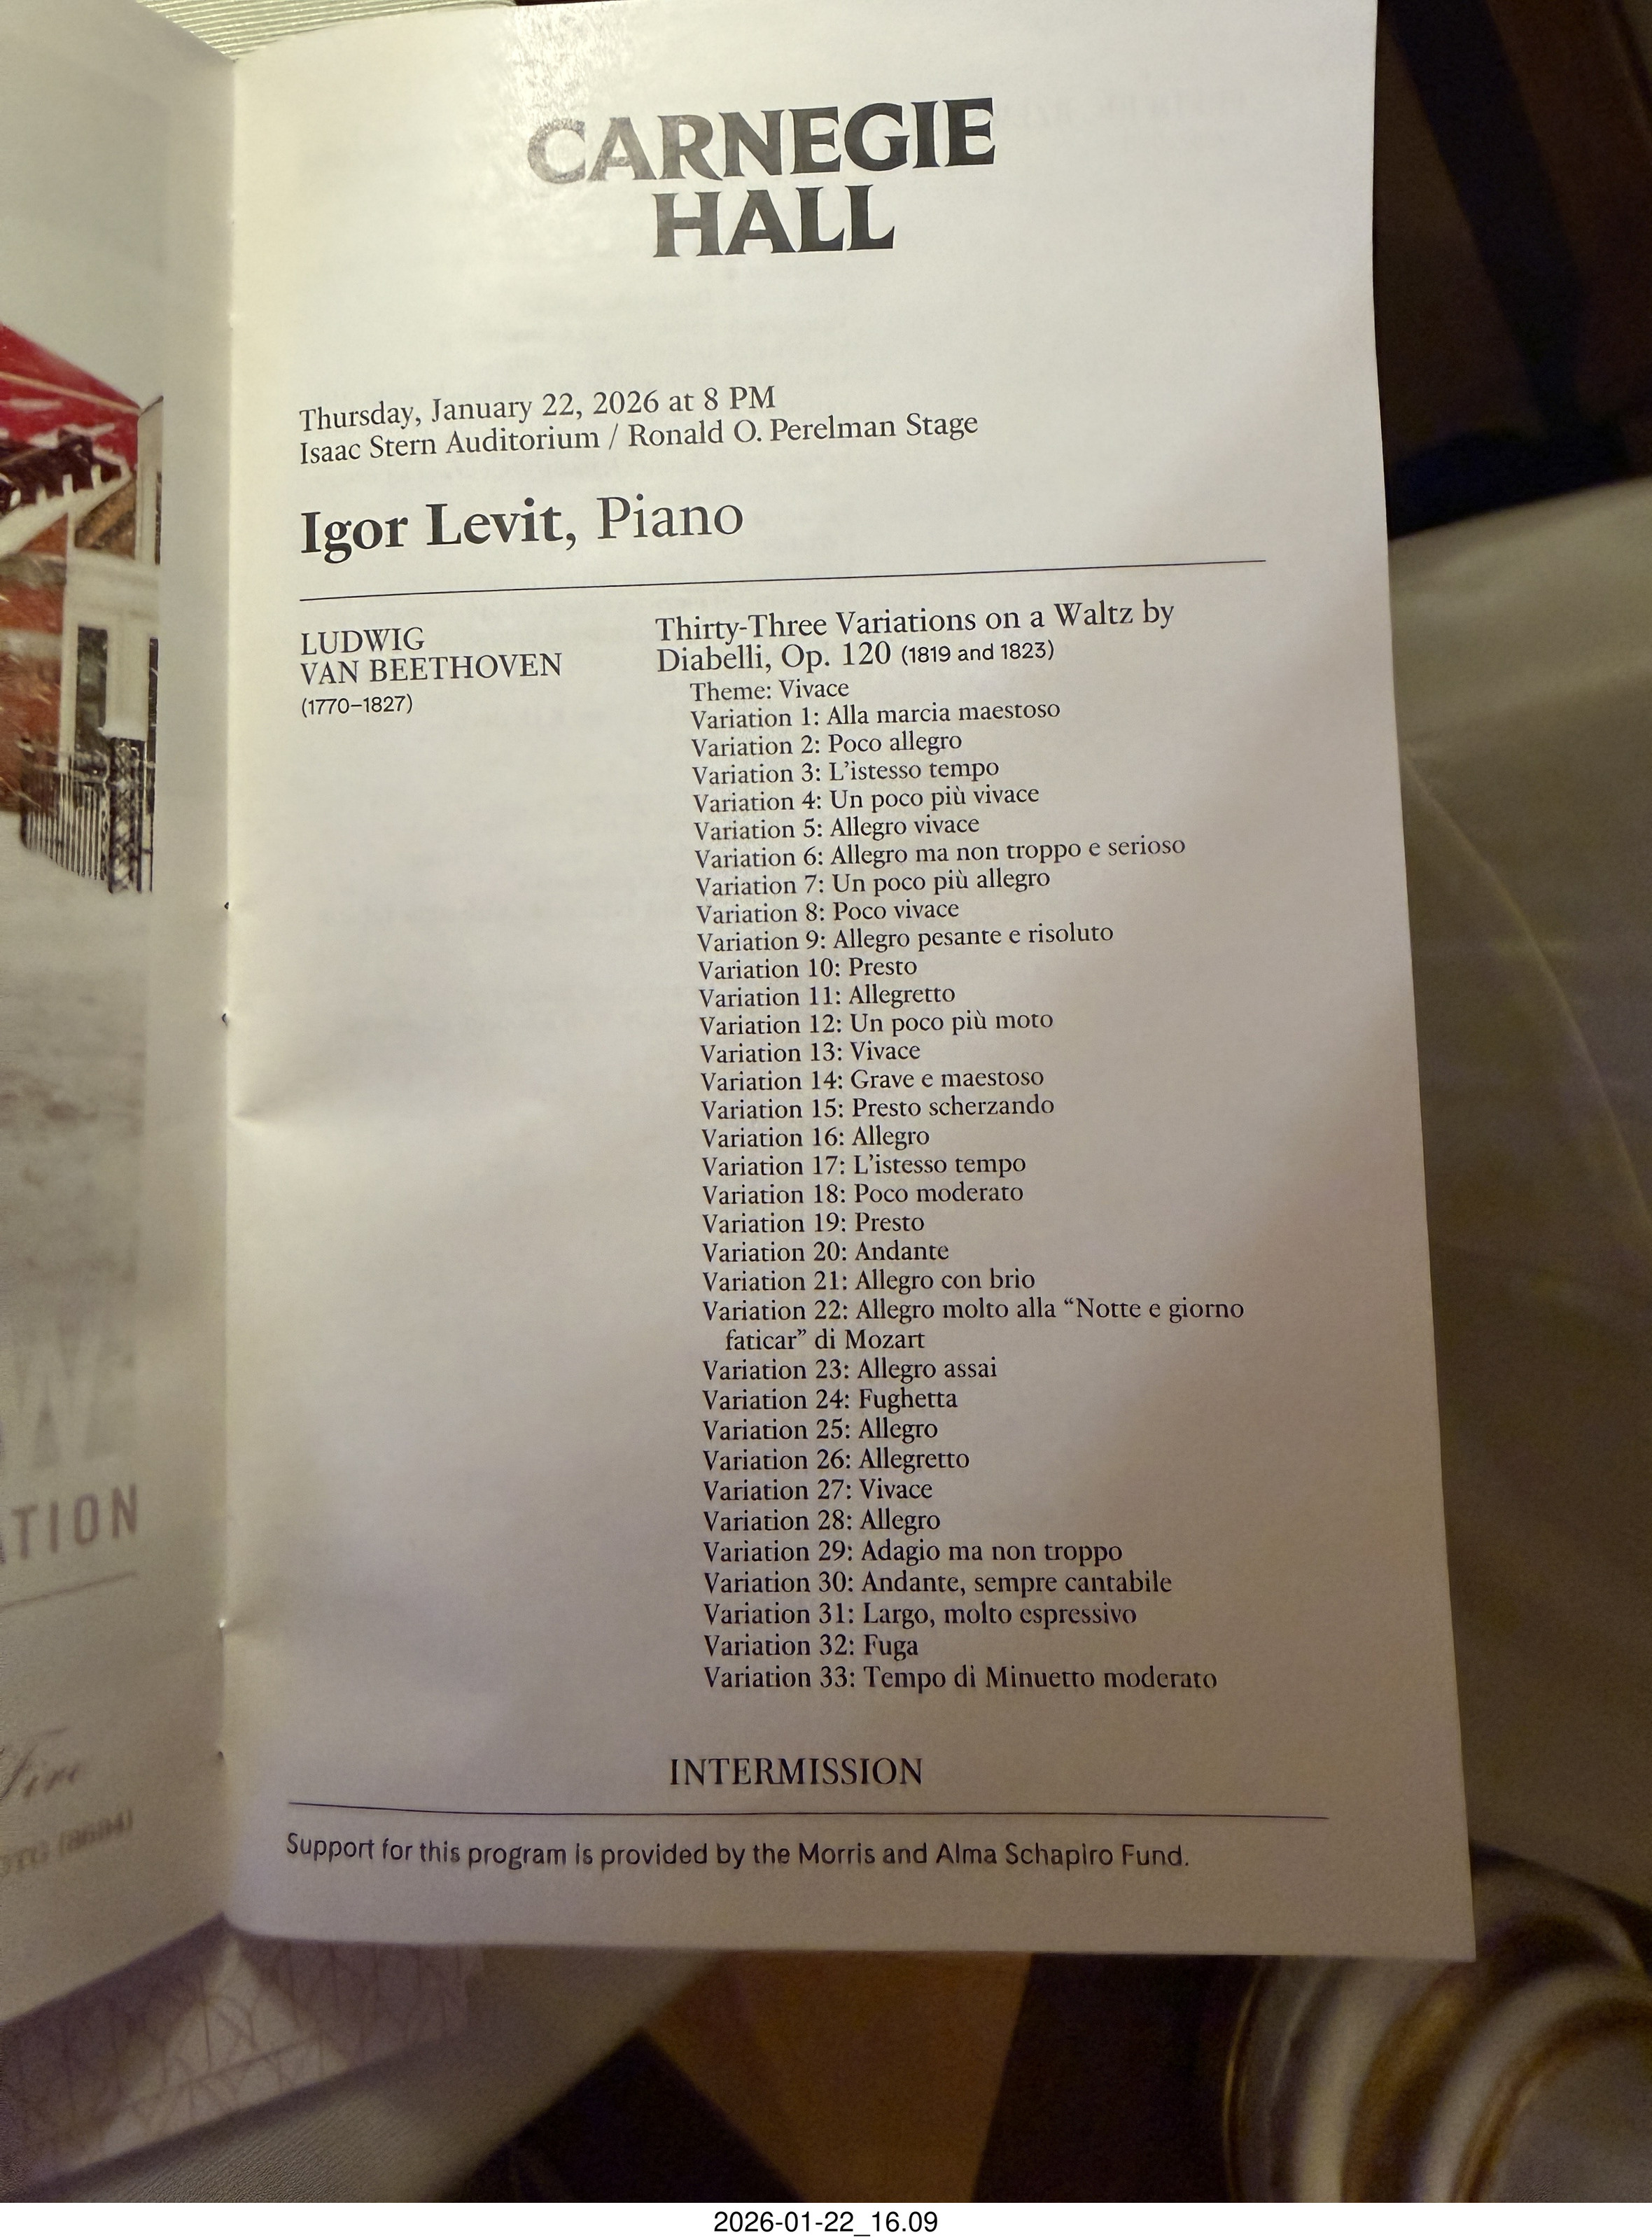 CARNEGIE
HALL
Thursday, January 22, 2026 at 8 PM
Isaac Stern Auditorium / Ronald O. Perelman Stage
Igor Levit, Piano
LUDWIG
VAN BEETHOVEN
(1770–1827)
Thirty-Three Variations on a Waltz by
Diabelli, Op. 120 (1819 and 1823)
Theme: Vivace
Variation 1: Alla marcia maestoso
Variation 2: Poco allegro
Variation 3: L’istesso tempo
Variation 4: Un poco più vivace
Variation 5: Allegro vivace
Variation 6: Allegro ma non troppo e serioso
Variation 7: Un poco più allegro
Variation 8: Poco vivace
Variation 9: Allegro pesante e risoluto
Variation 10: Presto
Variation 11: Allegretto
Variation 12: Un poco più moto
Variation 13: Vivace
Variation 14: Grave e maestoso
Variation 15: Presto scherzando
Variation 16: Allegro
Variation 17: L’istesso tempo
Variation 18: Poco moderato
Variation 19: Presto
Variation 20: Andante
Variation 21: Allegro con brio
Variation 22: Allegro molto alla “Notte e giorno
faticar” di Mozart
Variation 23: Allegro assai
Variation 24: Fughetta
Variation 25: Allegro
Variation 26: Allegretto
Variation 27: Vivace
Variation 28: Allegro
Variation 29: Adagio ma non troppo
Variation 30: Andante, sempre cantabile
Variation 31: Largo, molto espressivo
Variation 32: Fuga
Variation 33: Tempo di Minuetto moderato
INTERMISSION
Support for this program is provided by the Morris and Alma Schapiro Fund.
TION
2026-01-22_16.09